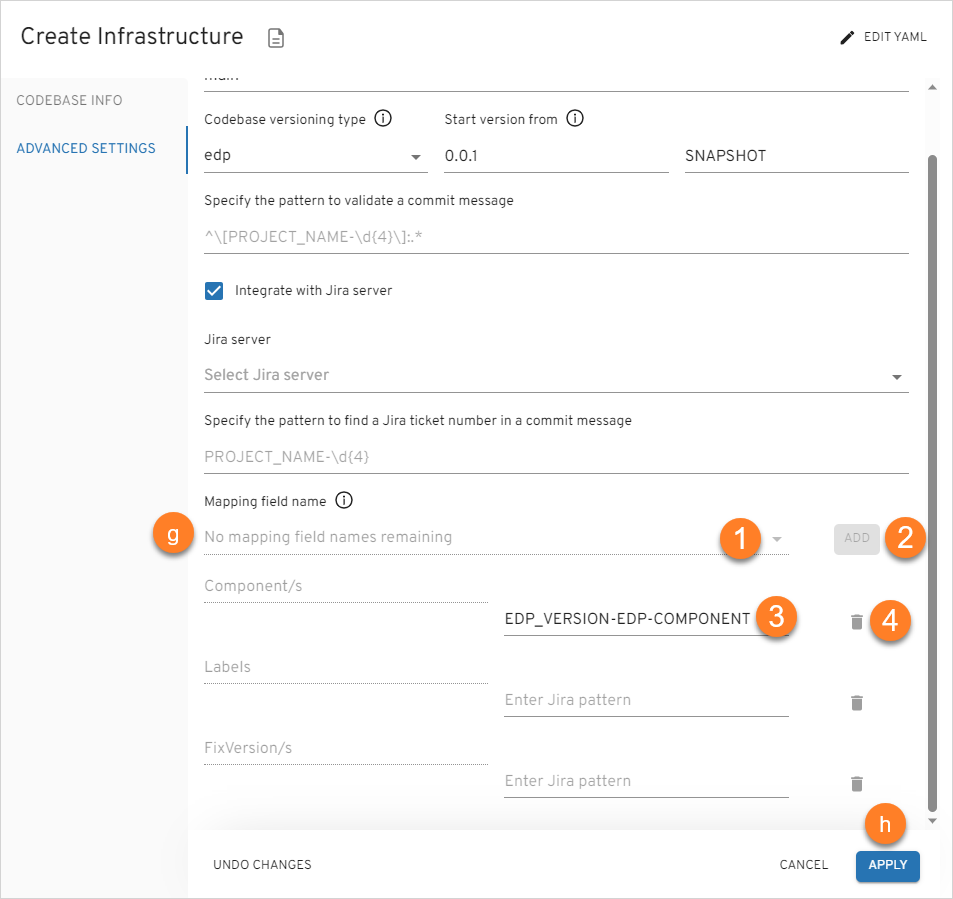 Create Infrastructure
EDIT YAML
CODEBASE INFO
ADVANCED SETTINGS
Codebase versioning type
Start version from
edp
0.0.1
SNAPSHOT
Specify the pattern to validate a commit message
^\[PROJECT_NAME-\d{4}\]:.*
Integrate with Jira server
Jira server
Select Jira server
Specify the pattern to find a Jira ticket number in a commit message
PROJECT_NAME-\d{4}
Mapping field name
g
No mapping field names remaining
1
ADD
2
Component/s
EDP_VERSION-EDP-COMPONENT
3
4
Labels
Enter Jira pattern
FixVersion/s
Enter Jira pattern
h
UNDO CHANGES
CANCEL
APPLY